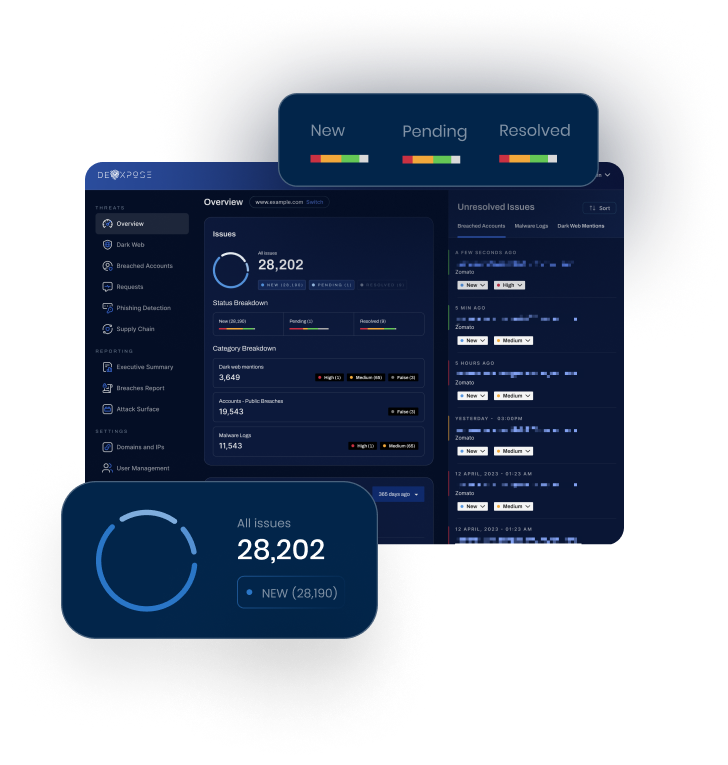 New Pending Resolved
DEXPOSE
THREATS
Overview
Dark Web
Breached Accounts
Requests
Phishing Detection
Supply Chain
REPORTING
Executive Summary
Breaches Report
Attack Surface
SETTINGS
Domains and IPs
User Management
Overview www.example.com Switch
Issues
All Issues
28,202
NEW (28,190) PENDING (1) RESOLVED (9)
Status Breakdown
New (28,192) Pending (1) Resolved (9)
Category Breakdown
Dark web mentions
3,649 High (1) Medium (65) False (3)
Accounts - Public Breaches
19,543 False (3)
Malware Logs
11,543 High (1) Medium (65)
365 days ago
Unresolved Issues Sort
Breached Accounts Malware Logs Dark Web Mentions
A FEW SECONDS AGO
Zomato
New High
5 MIN AGO
Zomato
New Medium
5 HOURS AGO
Zomato
New Medium
YESTERDAY - 03:00PM
Zomato
New Medium
12 APRIL, 2023 - 01:23 AM
Zomato
New Medium
12 APRIL, 2023 - 01:23 AM
All issues
28,202
NEW (28,190)